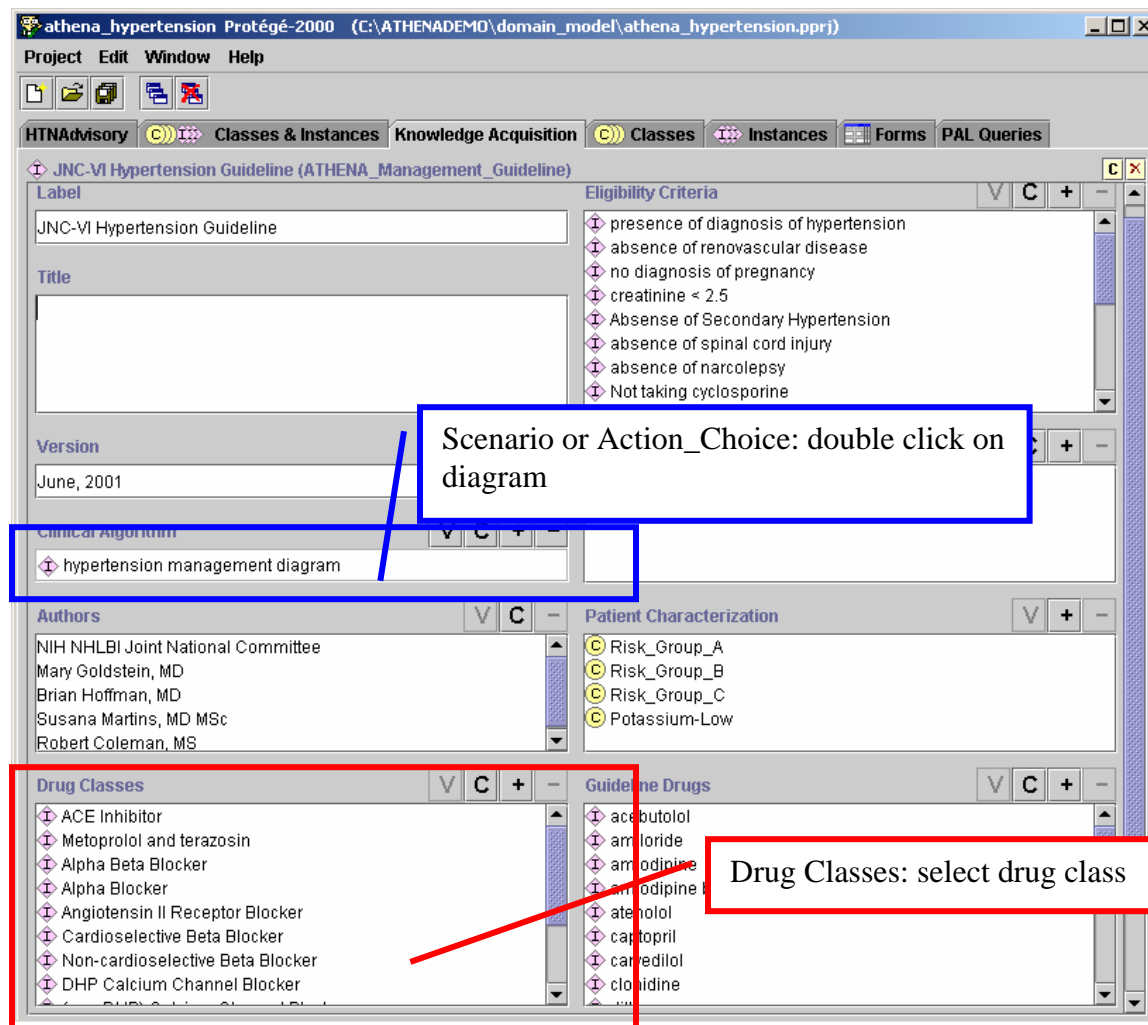 athena_hypertension Protégé-2000 (C:\ATHENADEMO\domain_model\athena_hypertension.pprj)
Project Edit Window Help
HTNAdvisory C I Classes & Instances Knowledge Acquisition C Classes I Instances Forms PAL Queries
I JNC-VI Hypertension Guideline (ATHENA_Management_Guideline) C
Label
JNC-VI Hypertension Guideline
Title
Version
June, 2001
Clinical Algorithm V C + -
I hypertension management diagram
Authors V C -
NIH NHLBI Joint National Committee
Mary Goldstein, MD
Brian Hoffman, MD
Susana Martins, MD MSc
Robert Coleman, MS
Drug Classes V C + -
I ACE Inhibitor
I Metoprolol and terazosin
I Alpha Beta Blocker
I Alpha Blocker
I Angiotensin II Receptor Blocker
I Cardioselective Beta Blocker
I Non-cardioselective Beta Blocker
I DHP Calcium Channel Blocker
Eligibility Criteria V C + -
I presence of diagnosis of hypertension
I absence of renovascular disease
I no diagnosis of pregnancy
I creatinine < 2.5
I Absense of Secondary Hypertension
I absence of spinal cord injury
I absence of narcolepsy
I Not taking cyclosporine
+ -
Patient Characterization V + -
C Risk_Group_A
C Risk_Group_B
C Risk_Group_C
C Potassium-Low
Guideline Drugs V C + -
I acebutolol
I amiloride
I amlodipine
I amlodipine
I atenolol
I captopril
I carvedilol
I clonidine
Scenario or Action_Choice: double click on
diagram
Drug Classes: select drug class